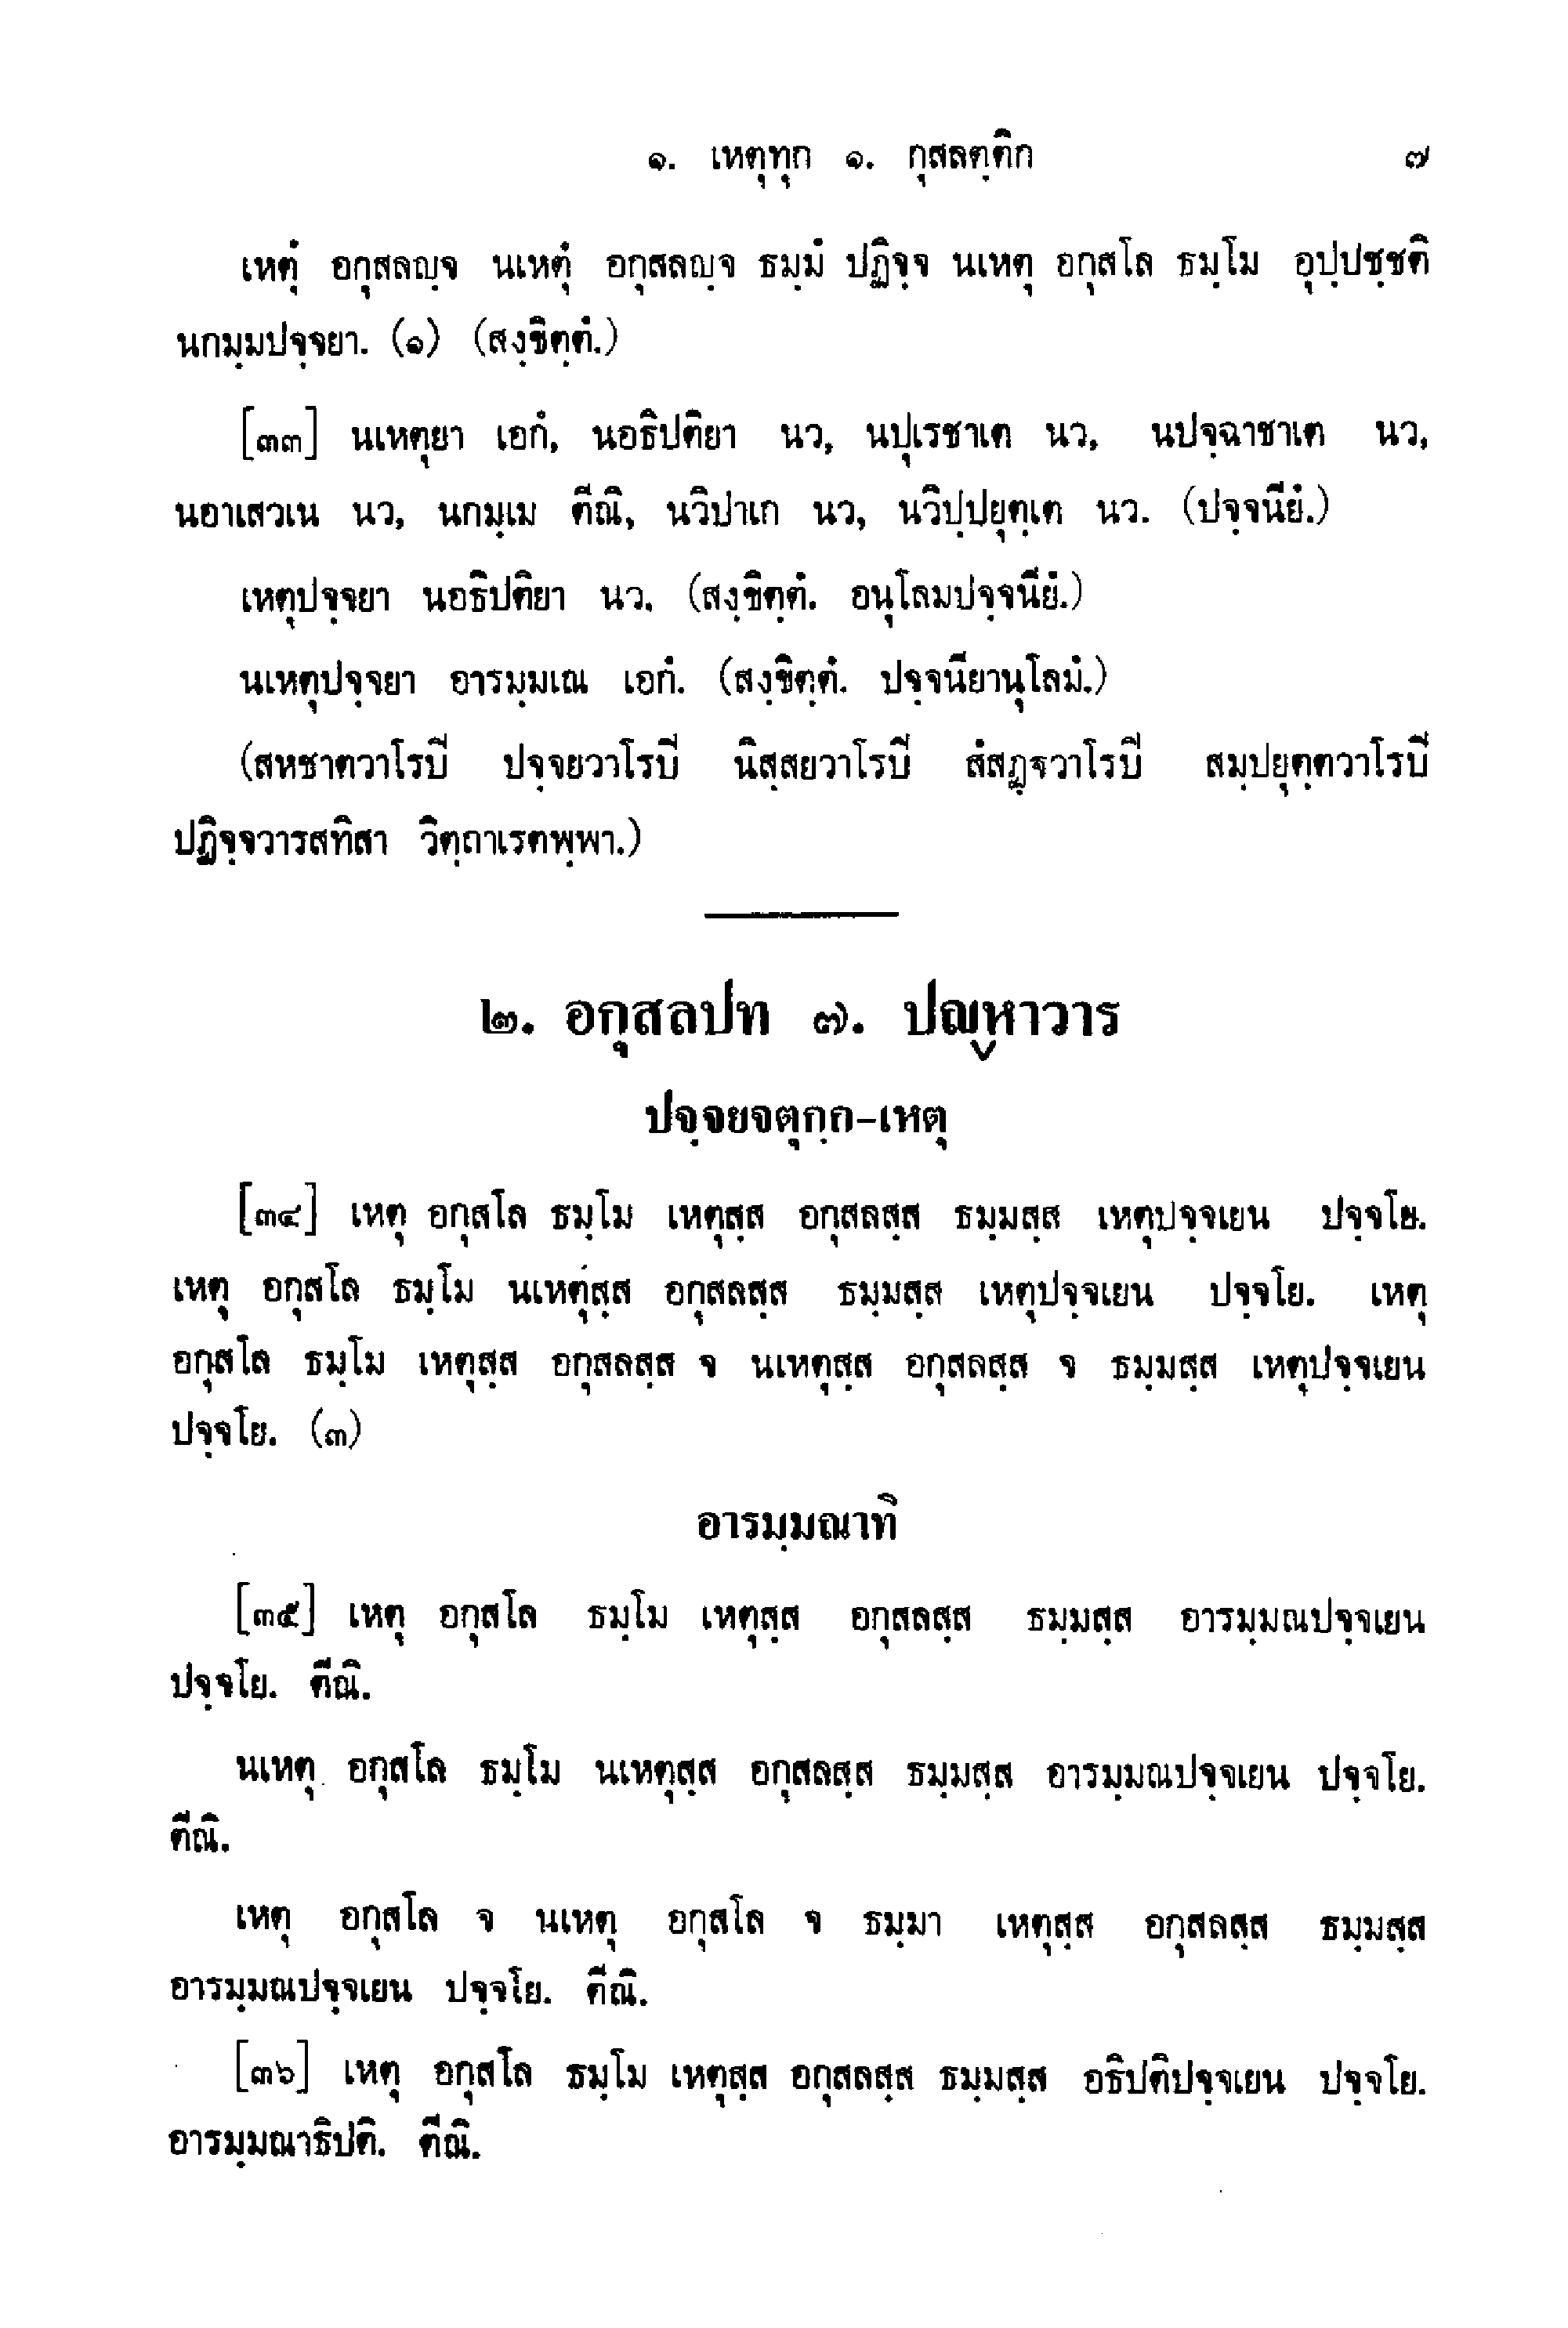 ๑. เหตุทุก ๑. กุสลตฺติก ๗
เหตุํ อกุสลญฺจ นเหตุํ อกุสลญฺจ ธมฺมํ ปฏิจฺจ นเหตุ อกุสโล ธมฺโม อุปฺปชฺชติ
นกมฺมปจฺจยา. (๑) (สงฺขิตฺตํ.)
[๓๓] นเหตุยา เอกํ, นอธิปติยา นว, นปุเรชาเต นว, นปจฺฉาชาเต นว,
นอาเสวเน นว, นกมฺเม ตีณิ, นวิปาเก นว, นวิปฺปยุตฺเต นว. (ปจฺจนียํ.)
เหตุปจฺจยา นอธิปติยา นว. (สงฺขิตฺตํ. อนุโลมปจฺจนียํ.)
นเหตุปจฺจยา อารมฺมเณ เอกํ. (สงฺขิตฺตํ. ปจฺจนียานุโลมํ.)
(สหชาตวาโรปี ปจฺจยวาโรปี นิสฺสยวาโรปี สํสฏฺฐวาโรปี สมฺปยุตฺตวาโรปี
ปฏิจฺจวารสทิสา วิตฺถาเรตพฺพา.)
๒. อกุสลปท ๗. ปญฺหาวาร
ปจฺจยจตุกฺก-เหตุ
[๓๔] เหตุ อกุสโล ธมฺโม เหตุสฺส อกุสลสฺส ธมฺมสฺส เหตุปจฺจเยน ปจฺจโย.
เหตุ อกุสโล ธมฺโม นเหตุสฺส อกุสลสฺส ธมฺมสฺส เหตุปจฺจเยน ปจฺจโย. เหตุ
อกุสโล ธมฺโม เหตุสฺส อกุสลสฺส จ นเหตุสฺส อกุสลสฺส จ ธมฺมสฺส เหตุปจฺจเยน
ปจฺจโย. (๓)
อารมฺมณาทิ
[๓๕] เหตุ อกุสโล ธมฺโม เหตุสฺส อกุสลสฺส ธมฺมสฺส อารมฺมณปจฺจเยน
ปจฺจโย. ตีณิ.
นเหตุ อกุสโล ธมฺโม นเหตุสฺส อกุสลสฺส ธมฺมสฺส อารมฺมณปจฺจเยน ปจฺจโย.
ตีณิ.
เหตุ อกุสโล จ นเหตุ อกุสโล จ ธมฺมา เหตุสฺส อกุสลสฺส ธมฺมสฺส
อารมฺมณปจฺจเยน ปจฺจโย. ตีณิ.
[๓๖] เหตุ อกุสโล ธมฺโม เหตุสฺส อกุสลสฺส ธมฺมสฺส อธิปติปจฺจเยน ปจฺจโย.
อารมฺมณาธิปติ. ตีณิ.